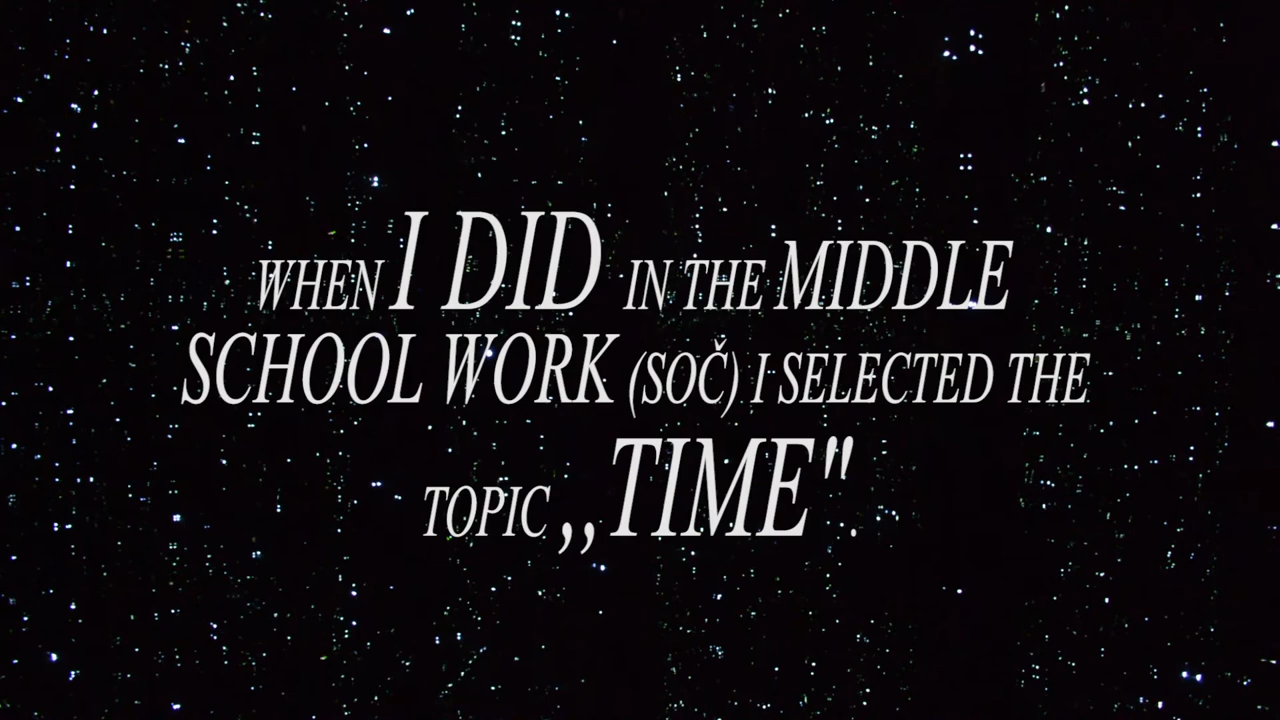 WHEN I DID IN THE MIDDLE
SCHOOL WORK (SOČ) I SELECTED THE
TOPIC ,,TIME".